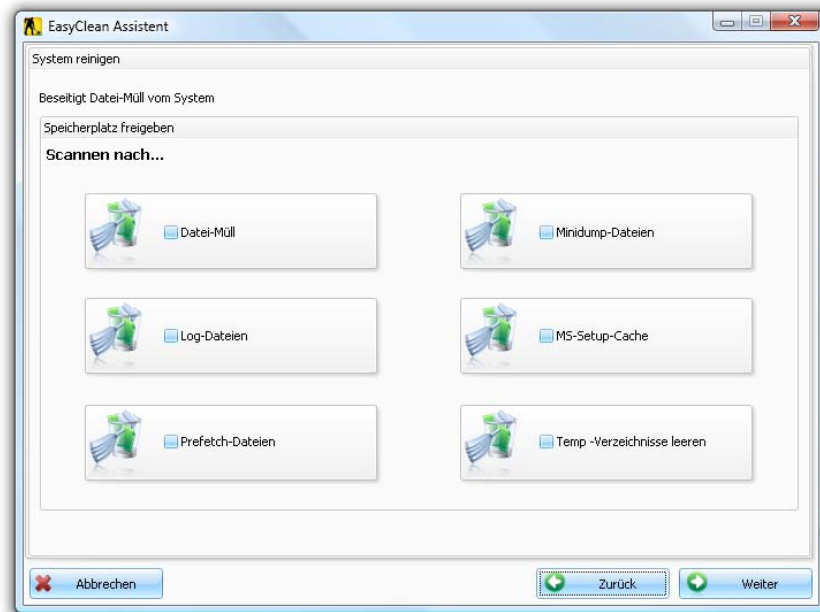 EasyClean Assistent
System reinigen
Beseitigt Datei-Müll vom System
Speicherplatz freigeben
Scannen nach...
Datei-Müll
Minidump-Dateien
Log-Dateien
MS-Setup-Cache
Prefetch-Dateien
Temp -Verzeichnisse leeren
Abbrechen
Zurück
Weiter